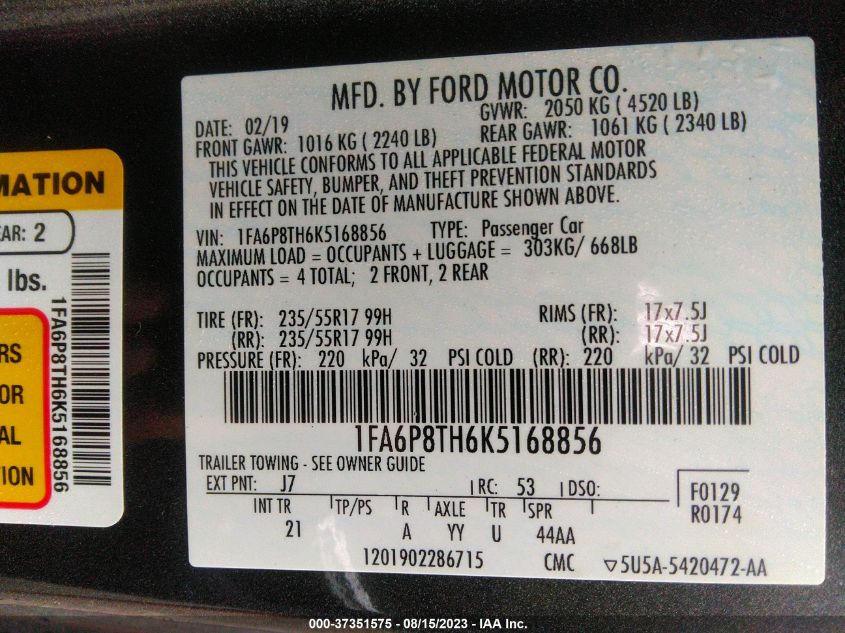 MFD. BY FORD MOTOR CO.
DATE: 02/19 GVWR: 2050 KG ( 4520 LB)
FRONT GAWR: 1016 KG ( 2240 LB) REAR GAWR: 1061 KG ( 2340 LB)
THIS VEHICLE CONFORMS TO ALL APPLICABLE FEDERAL MOTOR
VEHICLE SAFETY, BUMPER, AND THEFT PREVENTION STANDARDS
IN EFFECT ON THE DATE OF MANUFACTURE SHOWN ABOVE.
VIN: 1FA6P8TH6K5168856 TYPE: Passenger Car
MAXIMUM LOAD = OCCUPANTS + LUGGAGE = 303KG/ 668LB
OCCUPANTS = 4 TOTAL; 2 FRONT, 2 REAR
TIRE (FR): 235/55R17 99H RIMS (FR): 17x7.5J
(RR): 235/55R17 99H (RR): 17x7.5J
PRESSURE (FR): 220 kPa/ 32 PSI COLD (RR): 220 kPa/ 32 PSI COLD
1FA6P8TH6K5168856
TRAILER TOWING - SEE OWNER GUIDE
EXT PNT: J7 RC: 53 DSO:
F0129
R0174
INT TR TP/PS R AXLE TR SPR
21 A YY U 44AA
1201902286715 CMC ▽5U5A-5420472-AA
MATION
EAR: 2
lbs.
1FA6P8TH6K5168856
RS
OR
AL
TION
000-37351575 - 08/15/2023 - IAA Inc.